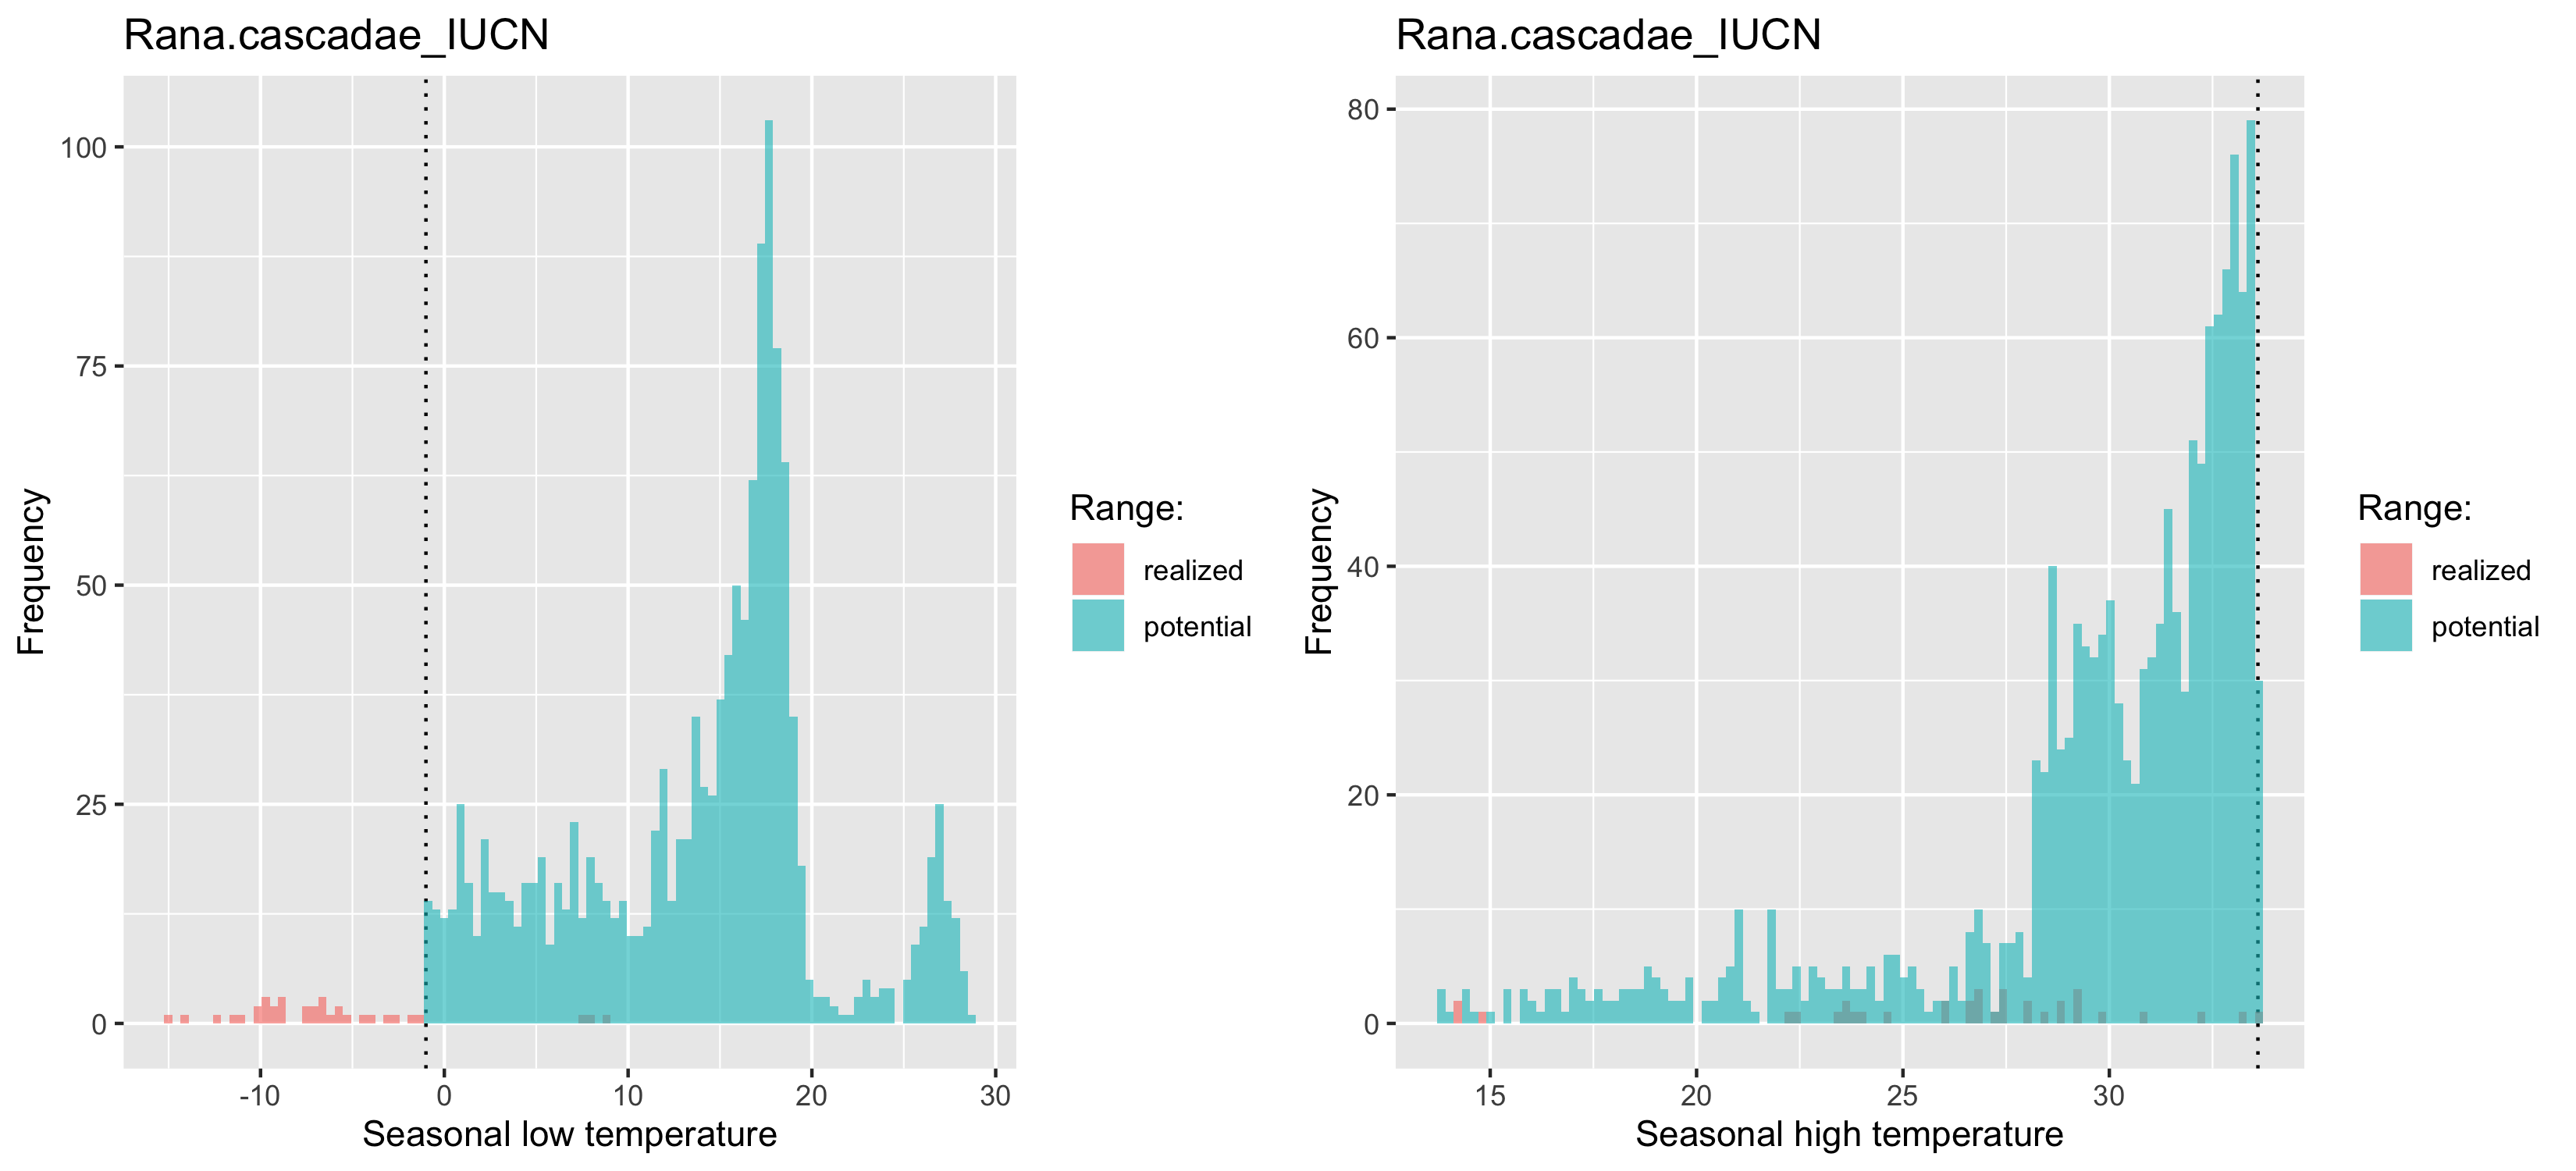 Rana.cascadae_IUCN
100
75
50
25
0
Frequency
-10 0 10 20 30
Seasonal low temperature
Range:
realized
potential
Rana.cascadae_IUCN
80
60
40
20
0
Frequency
15 20 25 30
Seasonal high temperature
Range:
realized
potential